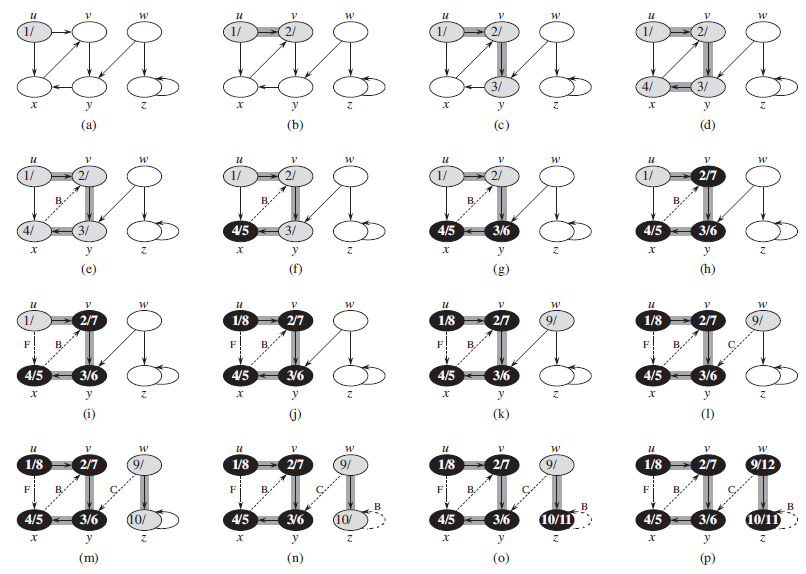 u v w u v w u v w u v w
1/ 1/ 2/ 1/ 2/ 1/ 2/
3/ 4/ 3/
x y z x y z x y z x y z
(a) (b) (c) (d)
u v w u v w u v w u v w
1/ 2/ 1/ 2/ 1/ 2/ 1/ 2/7
B B B B
4/ 3/ 4/5 3/ 4/5 3/6 4/5 3/6
x y z x y z x y z x y z
(e) (f) (g) (h)
u v w u v w u v w u v w
1/ 2/7 1/8 2/7 1/8 2/7 9/ 1/8 2/7 9/
F B F B F B F B C
4/5 3/6 4/5 3/6 4/5 3/6 4/5 3/6
x y z x y z x y z x y z
(i) (j) (k) (l)
u v w u v w u v w u v w
1/8 2/7 9/ 1/8 2/7 9/ 1/8 2/7 9/ 1/8 2/7 9/12
F B C F B C B F B C B F B C B
4/5 3/6 10/ 4/5 3/6 10/ 4/5 3/6 10/11 4/5 3/6 10/11
x y z x y z x y z x y z
(m) (n) (o) (p)